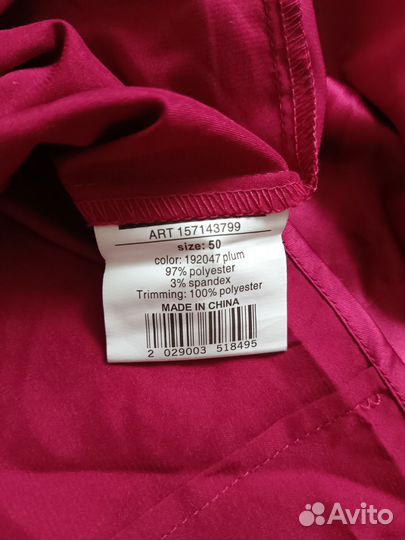 ART 157143799
size: 50
color: 192047 plum
97% polyester
3% spandex
Trimming: 100% polyester
MADE IN CHINA
2 029003 518495
Avito